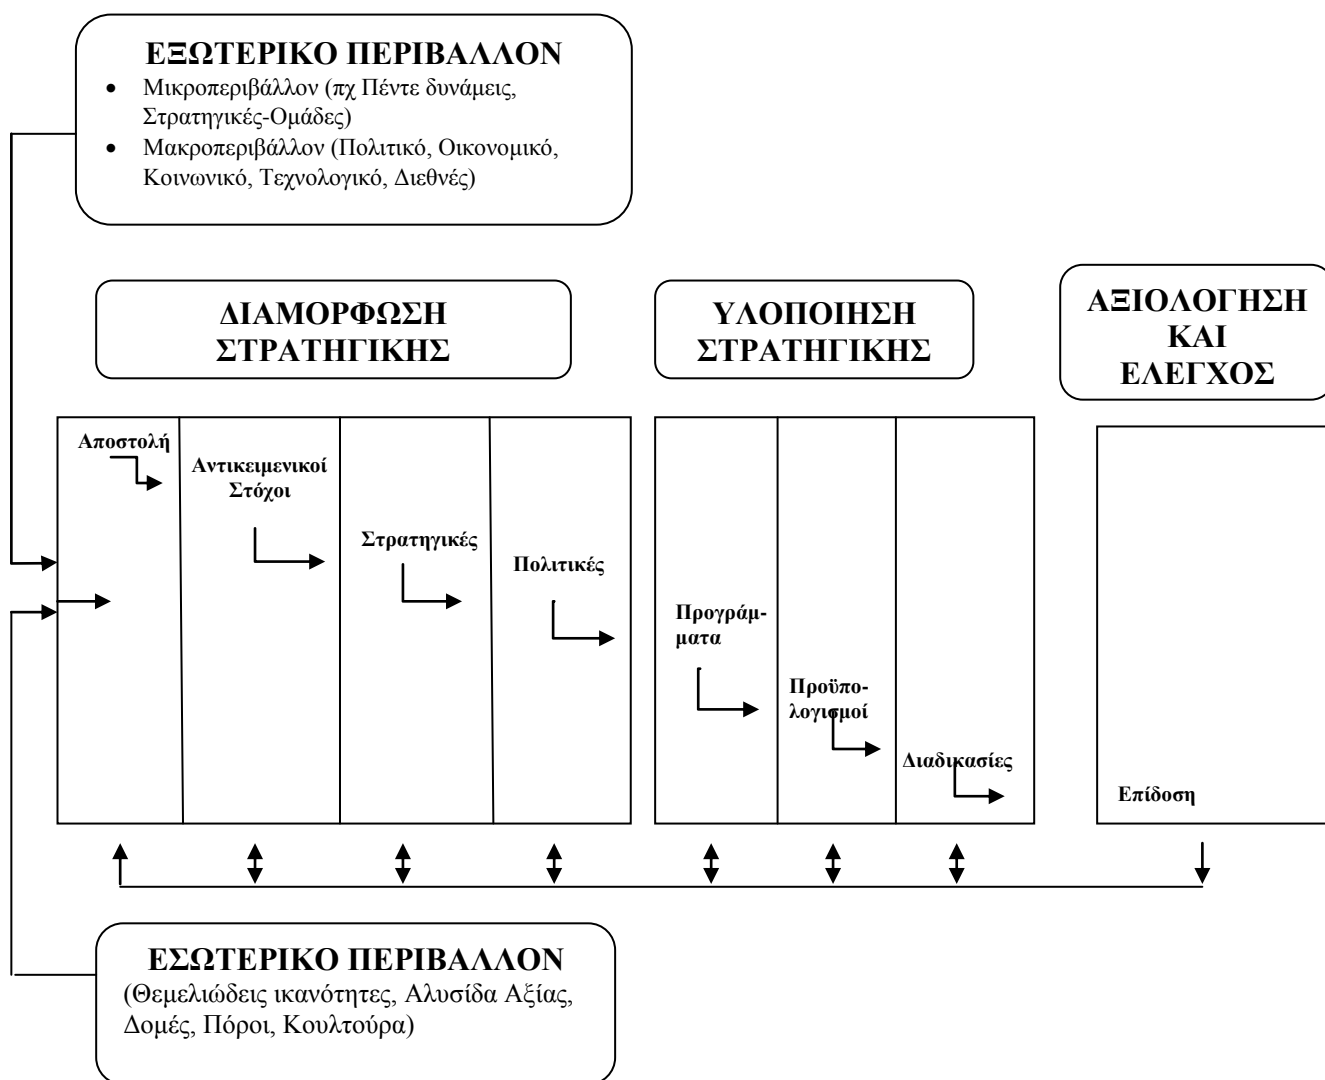 ΕΞΩΤΕΡΙΚΟ ΠΕΡΙΒΑΛΛΟΝ
• Μικροπεριβάλλον (πχ Πέντε δυνάμεις,
Στρατηγικές-Ομάδες)
• Μακροπεριβάλλον (Πολιτικό, Οικονομικό,
Κοινωνικό, Τεχνολογικό, Διεθνές)
ΔΙΑΜΟΡΦΩΣΗ
ΣΤΡΑΤΗΓΙΚΗΣ
ΥΛΟΠΟΙΗΣΗ
ΣΤΡΑΤΗΓΙΚΗΣ
ΑΞΙΟΛΟΓΗΣΗ
ΚΑΙ
ΕΛΕΓΧΟΣ
Αποστολή
Αντικειμενικοί
Στόχοι
Στρατηγικές
Πολιτικές
Προγράμ-
ματα
Προϋπο-
λογισμοί
Διαδικασίες
Επίδοση
ΕΣΩΤΕΡΙΚΟ ΠΕΡΙΒΑΛΛΟΝ
(Θεμελιώδεις ικανότητες, Αλυσίδα Αξίας,
Δομές, Πόροι, Κουλτούρα)